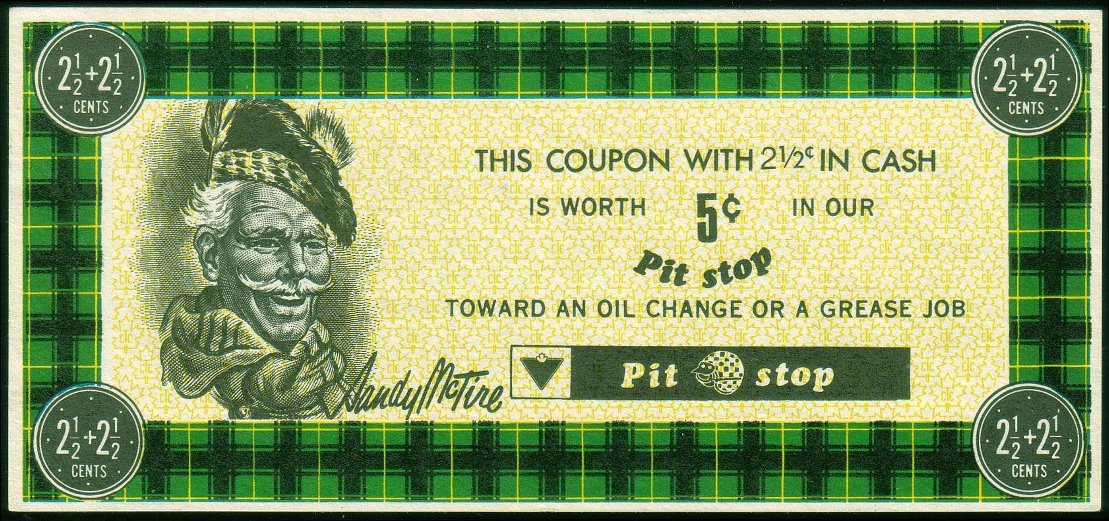 2½+2½ CENTS
2½+2½ CENTS
THIS COUPON WITH 2½¢ IN CASH
IS WORTH 5¢ IN OUR
Pit stop
TOWARD AN OIL CHANGE OR A GREASE JOB
Sandy McTire
Pit stop
2½+2½ CENTS
2½+2½ CENTS